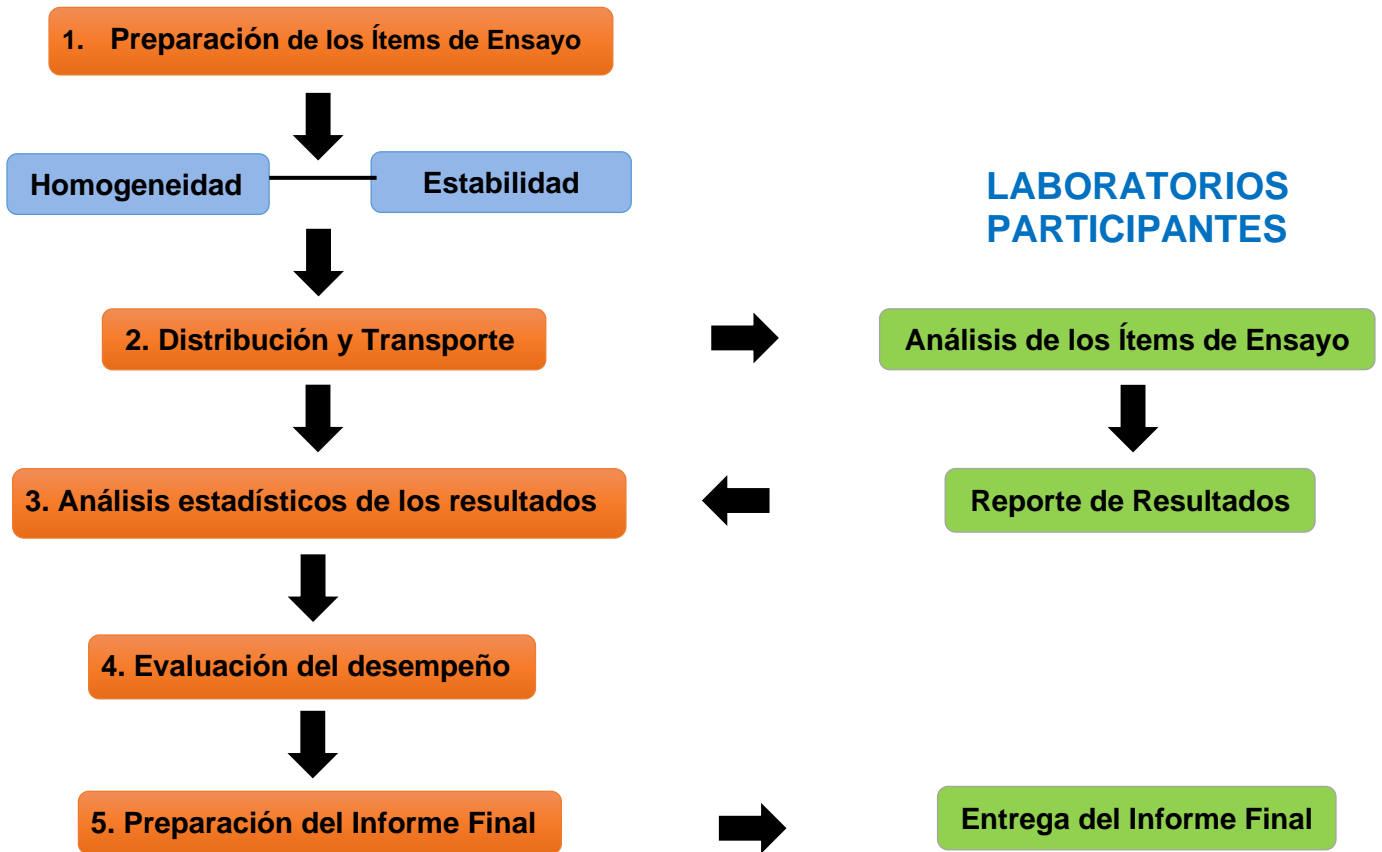 1. Preparación de los Ítems de Ensayo
Homogeneidad
Estabilidad
LABORATORIOS
PARTICIPANTES
2. Distribución y Transporte
Análisis de los Ítems de Ensayo
3. Análisis estadísticos de los resultados
Reporte de Resultados
4. Evaluación del desempeño
5. Preparación del Informe Final
Entrega del Informe Final